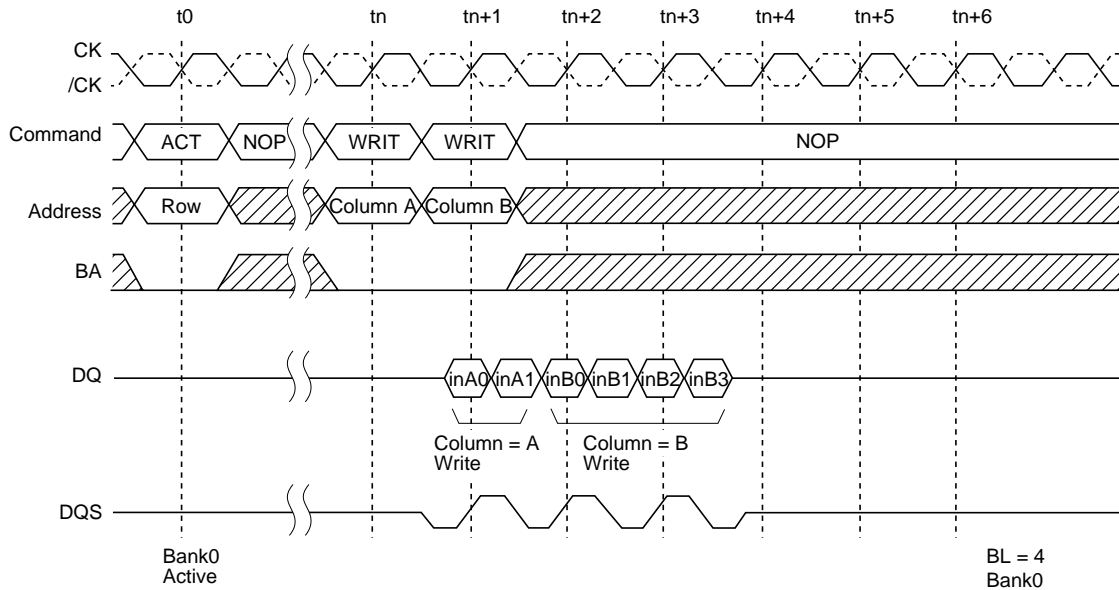 t0 tn tn+1 tn+2 tn+3 tn+4 tn+5 tn+6
CK
/CK
Command ACT NOP WRIT WRIT NOP
Address Row Column A Column B
BA
DQ inA0 inA1 inB0 inB1 inB2 inB3
Column = A Column = B
Write Write
DQS
Bank0 BL = 4
Active Bank0